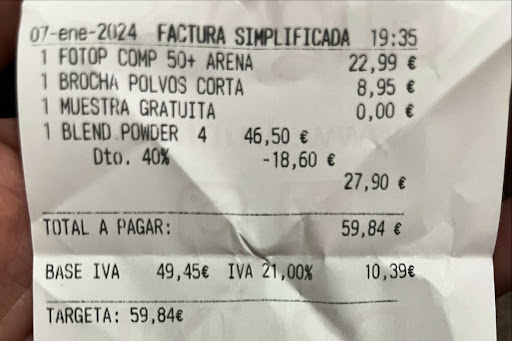 07-ene-2024 FACTURA SIMPLIFICADA 19:35
1 FOTOP COMP 50+ ARENA 22,99 €
1 BROCHA POLVOS CORTA 8,95 €
1 MUESTRA GRATUITA 0,00 €
1 BLEND POWDER 4 46,50 €
Dto. 40% -18,60 €
27,90 €
TOTAL A PAGAR: 59,84 €
BASE IVA 49,45€ IVA 21,00% 10,39€
TARGETA: 59,84€